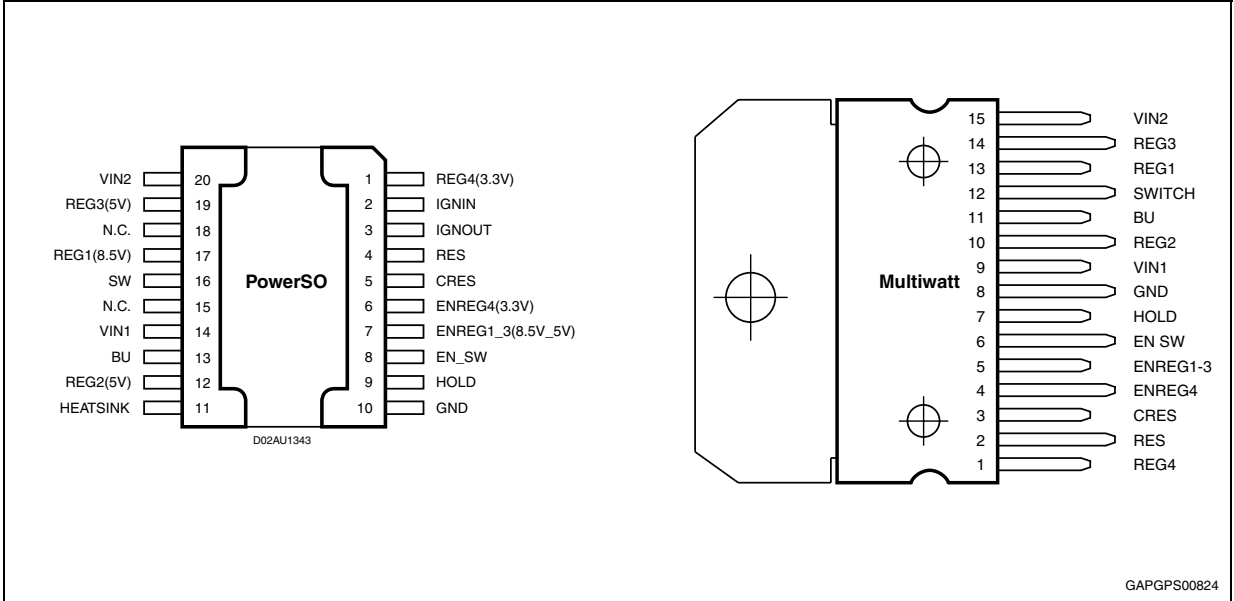 VIN2 20 1 REG4(3.3V)
REG3(5V) 19 2 IGNIN
N.C. 18 3 IGNOUT
REG1(8.5V) 17 4 RES
SW 16 PowerSO 5 CRES
N.C. 15 6 ENREG4(3.3V)
VIN1 14 7 ENREG1_3(8.5V_5V)
BU 13 8 EN_SW
REG2(5V) 12 9 HOLD
HEATSINK 11 10 GND
D02AU1343
15 VIN2
14 REG3
13 REG1
12 SWITCH
11 BU
10 REG2
9 VIN1
Multiwatt
8 GND
7 HOLD
6 EN SW
5 ENREG1-3
4 ENREG4
3 CRES
2 RES
1 REG4
GAPGPS00824